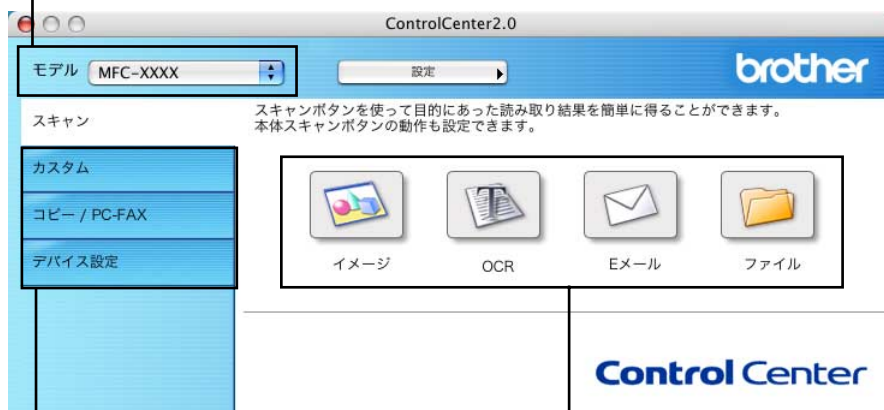 ControlCenter2.0
モデル MFC-XXXX
設定
brother
スキャン
カスタム
コピー / PC-FAX
デバイス設定
スキャンボタンを使って目的にあった読み取り結果を簡単に得ることができます。
本体スキャンボタンの動作も設定できます。
イメージ
OCR
Eメール
ファイル
Control Center